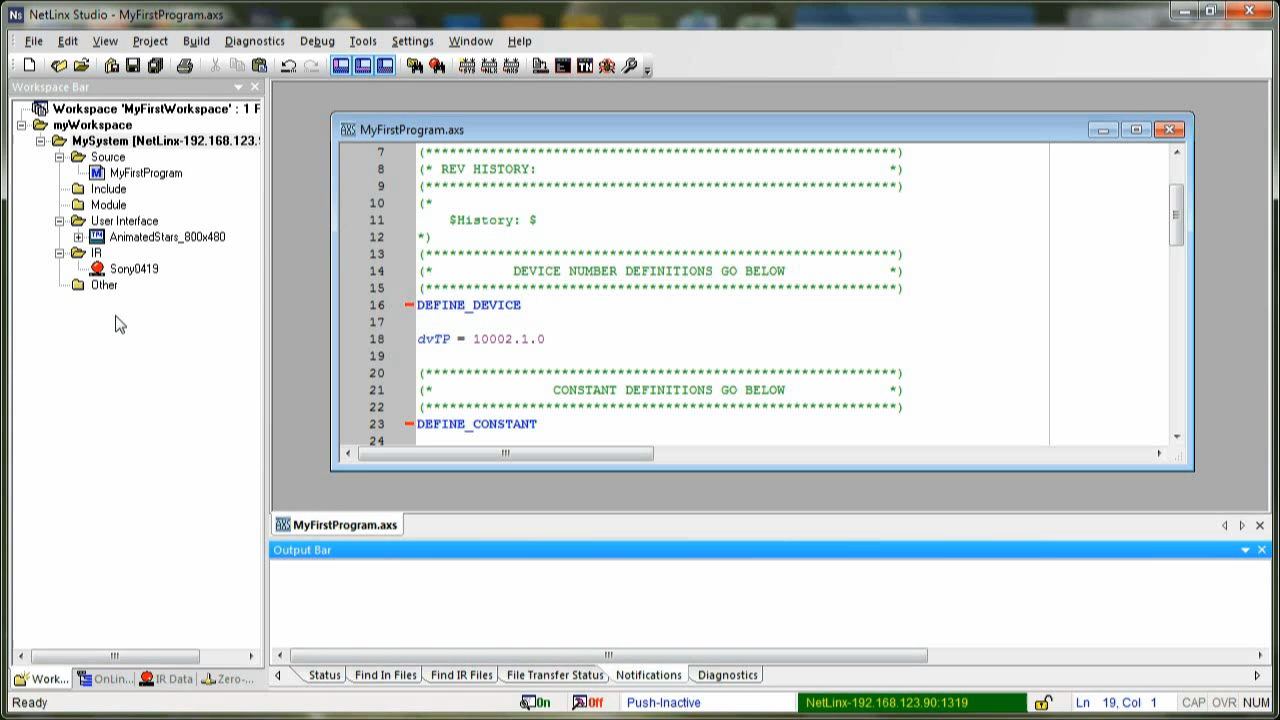 NetLinx Studio - MyFirstProgram.axs
File Edit View Project Build Diagnostics Debug Tools Settings Window Help
Workspace Bar
Workspace 'MyFirstWorkspace' : 1 P
myWorkspace
MySystem [NetLinx-192.168.123.9
Source
MyFirstProgram
Include
Module
User Interface
AnimatedStars_800x480
IR
Sony0419
Other
MyFirstProgram.axs
7 (***********************************************************)
8 (* REV HISTORY: *)
9 (***********************************************************)
10 (*
11 $History: $
12 *)
13 (***********************************************************)
14 (* DEVICE NUMBER DEFINITIONS GO BELOW *)
15 (***********************************************************)
16 DEFINE_DEVICE
17
18 dvTP = 10002.1.0
19
20 (***********************************************************)
21 (* CONSTANT DEFINITIONS GO BELOW *)
22 (***********************************************************)
23 DEFINE_CONSTANT
24
MyFirstProgram.axs
Output Bar
Work... OnLin... IR Data Zero-...
Status Find In Files Find IR Files File Transfer Status Notifications Diagnostics
Ready On Off Push-Inactive NetLinx-192.168.123.90:1319 Ln 19, Col 1 CAP OVR NUM